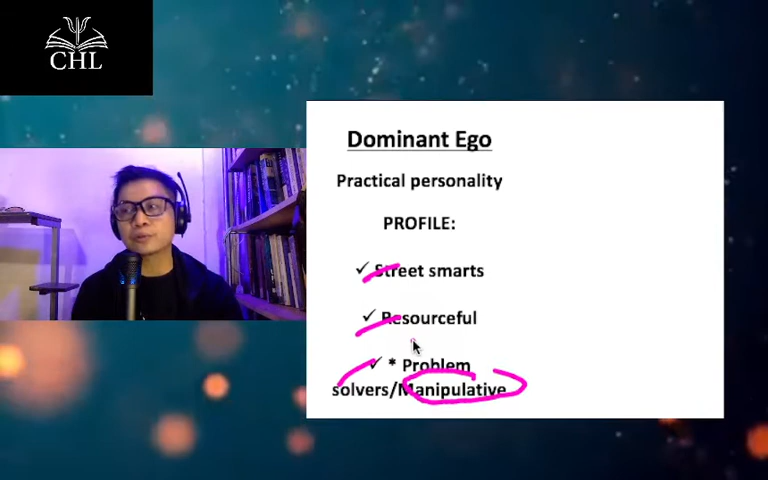 CHL
Dominant Ego
Practical personality
PROFILE:
✓ Street smarts
✓ Resourceful
✓ * Problem
solvers/Manipulative